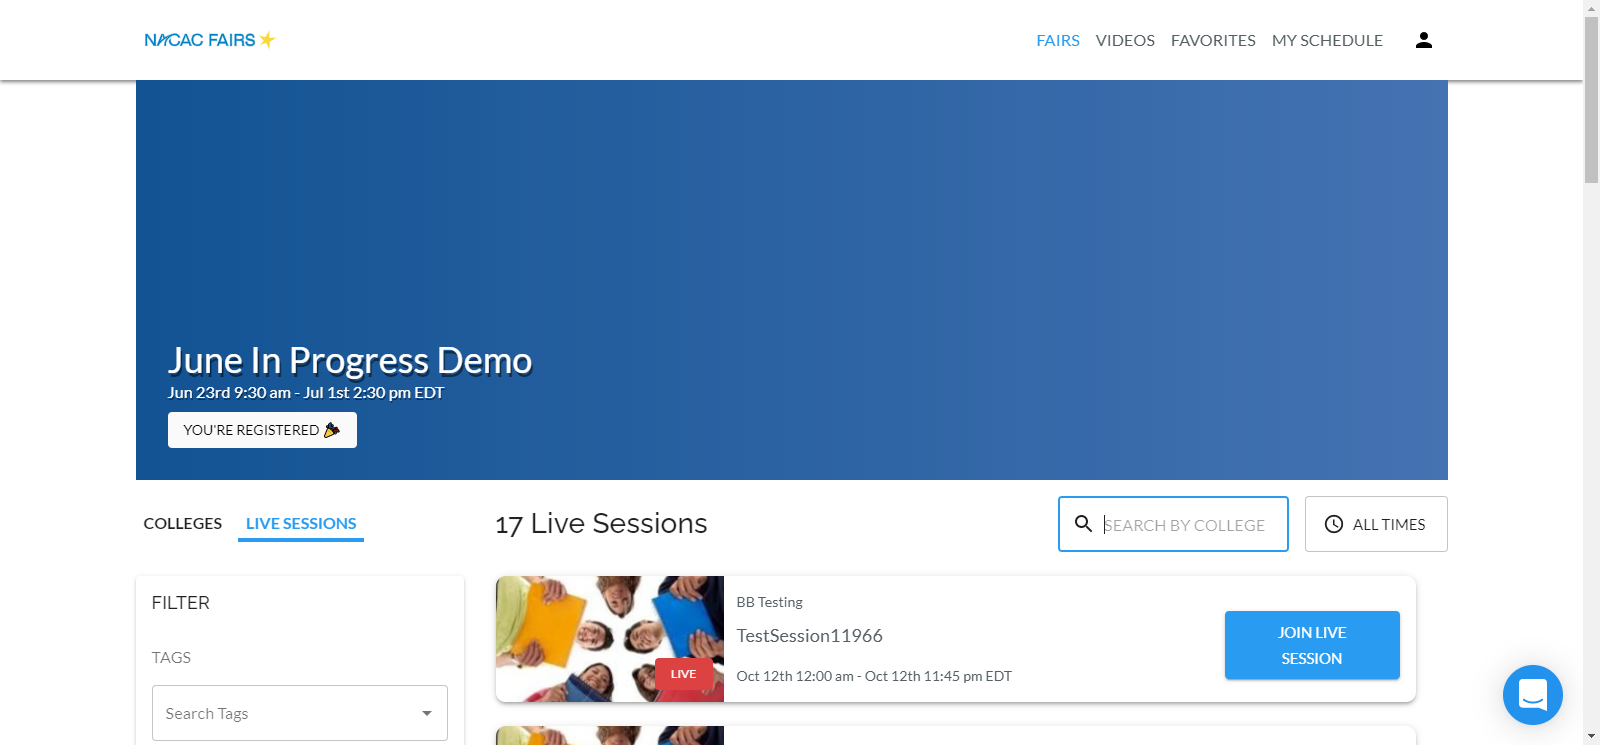 NACAC FAIRS
FAIRS VIDEOS FAVORITES MY SCHEDULE
June In Progress Demo
Jun 23rd 9:30 am - Jul 1st 2:30 pm EDT
YOU'RE REGISTERED
COLLEGES LIVE SESSIONS
17 Live Sessions
SEARCH BY COLLEGE
ALL TIMES
FILTER
TAGS
Search Tags
LIVE
BB Testing
TestSession11966
Oct 12th 12:00 am - Oct 12th 11:45 pm EDT
JOIN LIVE
SESSION